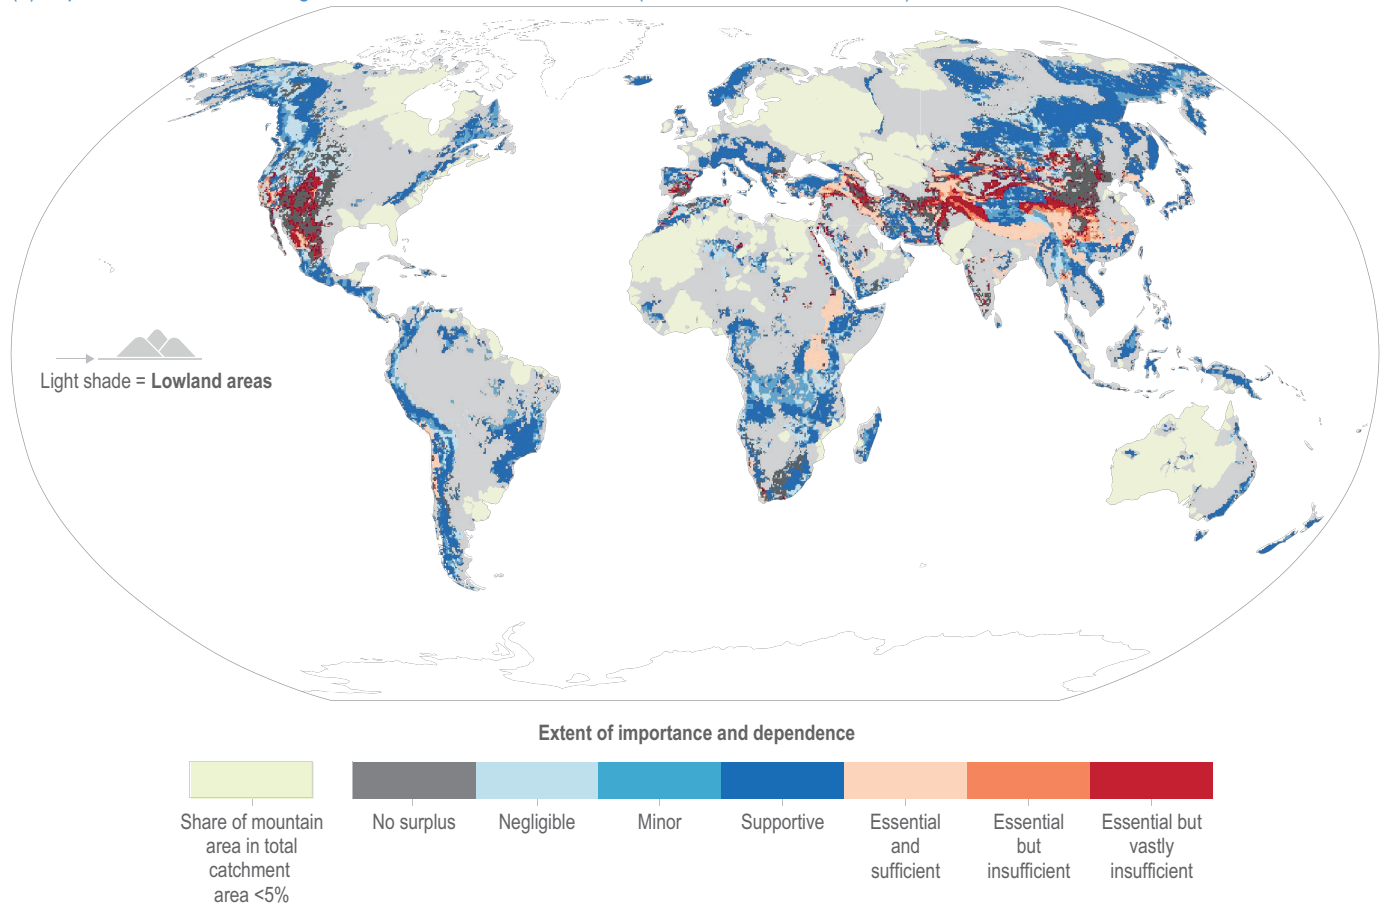 Light shade = Lowland areas
Extent of importance and dependence
Share of mountain
area in total
catchment
area <5%
No surplus
Negligible
Minor
Supportive
Essential
and
sufficient
Essential
but
insufficient
Essential but
vastly
insufficient